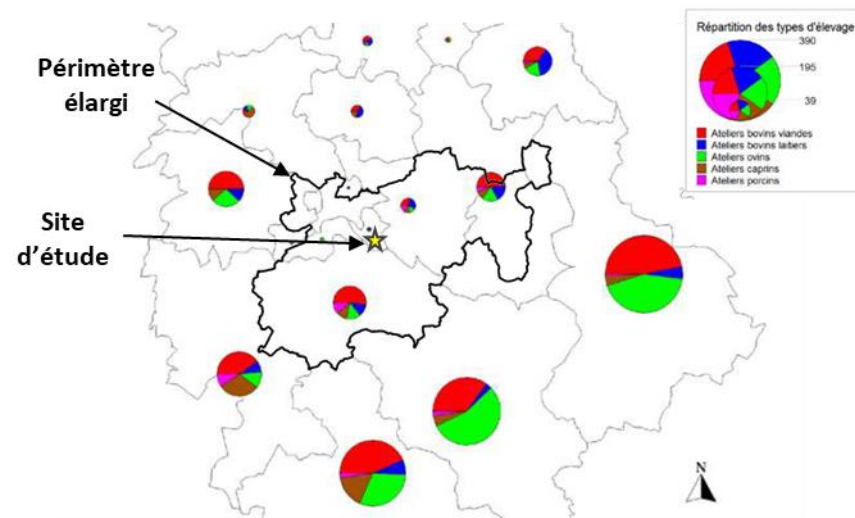 Répartition des types d'élevage
390
195
39
Ateliers bovins viandes
Ateliers bovins laitiers
Ateliers ovins
Ateliers caprins
Ateliers porcins
Périmètre
élargi
Site
d'étude
N